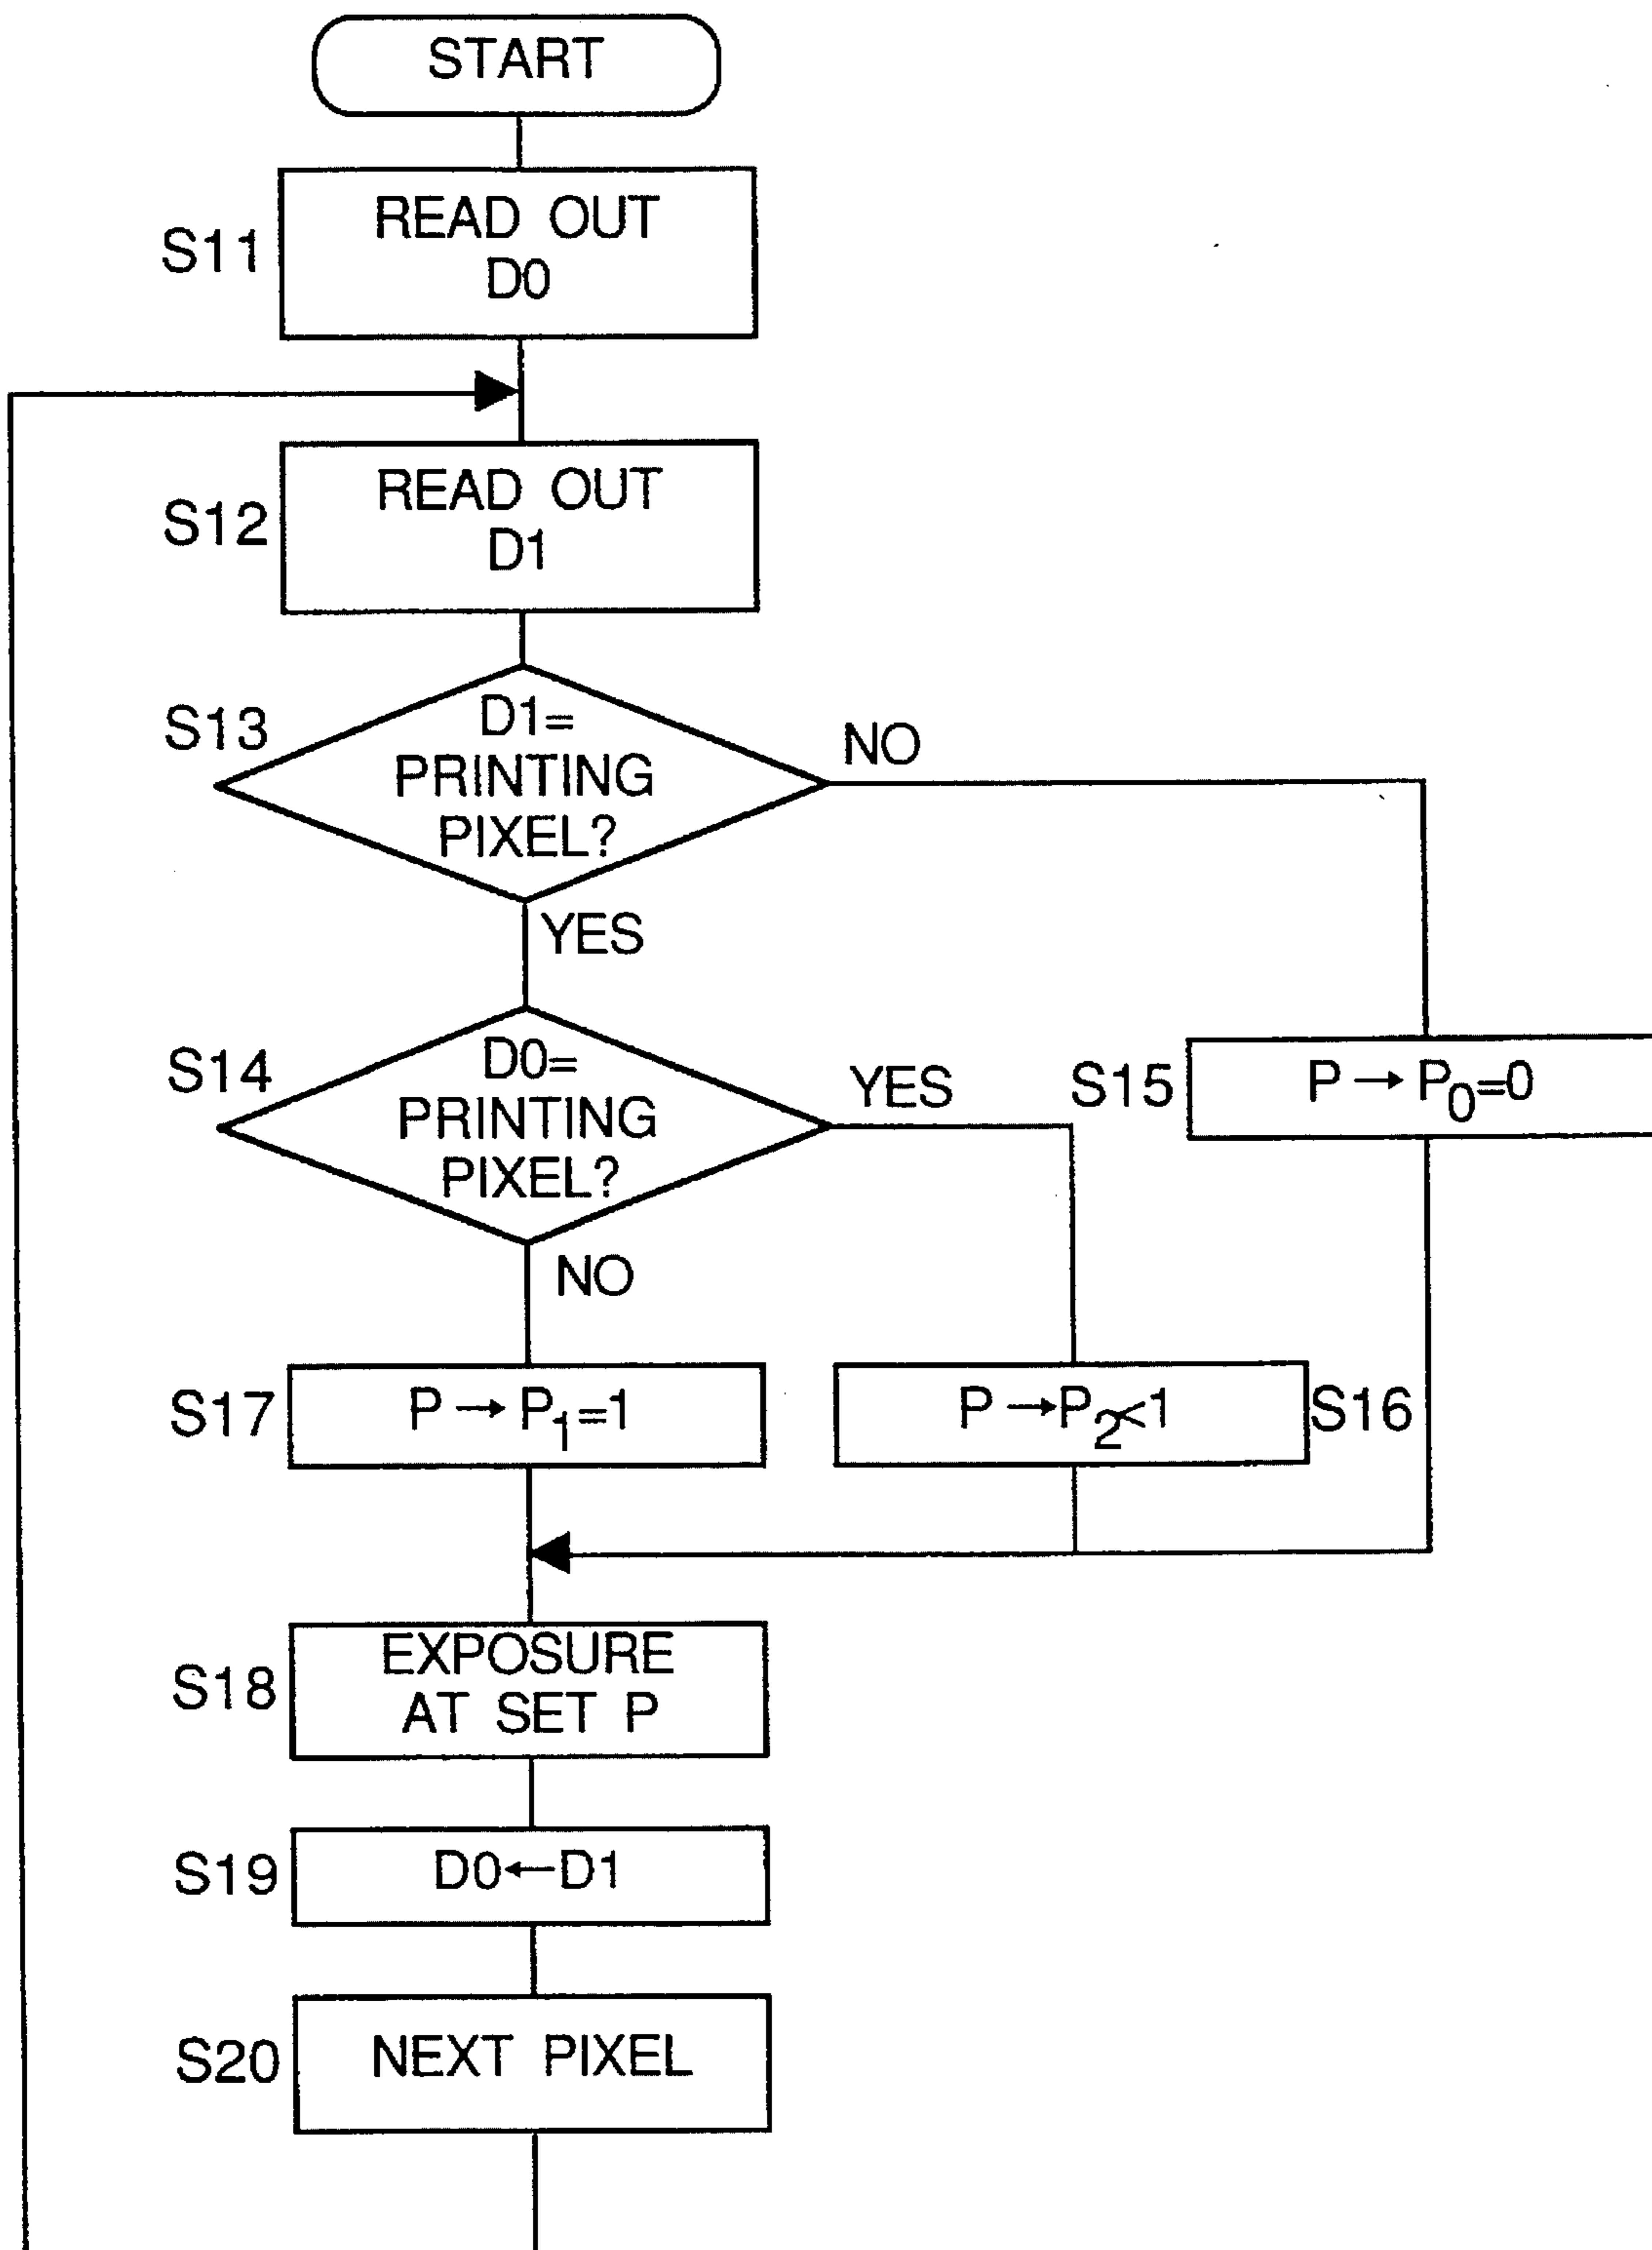 START
S11
READ OUT
D0
S12
READ OUT
D1
S13
D1=
PRINTING
PIXEL?
NO
YES
S14
D0=
PRINTING
PIXEL?
YES
NO
S15
P → P0=0
S17
P → P1=1
P → P2<1
S16
S18
EXPOSURE
AT SET P
S19
D0←D1
S20
NEXT PIXEL